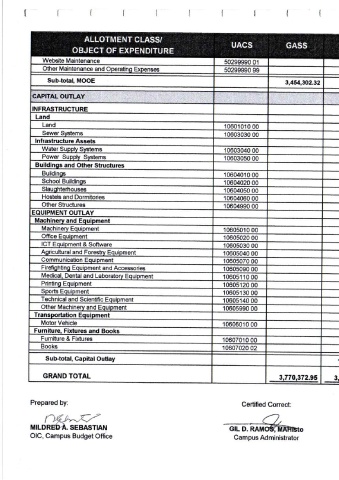 ALLOTMENT CLASS/
OBJECT OF EXPENDITURE UACS GASS
Website Maintenance 50299990 01
Other Maintenance and Operating Expenses 50299990 99
Sub-total, MOOE 3,454,302.32
CAPITAL OUTLAY
INFRASTRUCTURE
Land
Land 10601010 00
Sewer Systems 10603030 00
Infrastructure Assets
Water Supply Systems 10603040 00
Power Supply Systems 10603050 00
Buildings and Other Structures
Buildings 10604010 00
School Buildings 10604020 00
Slaughterhouses 10604050 00
Hostels and Dormitories 10604060 00
Other Structures 10604990 00
EQUIPMENT OUTLAY
Machinery and Equipment
Machinery Equipment 10605010 00
Office Equipment 10605020 00
ICT Equipment & Software 10605030 00
Agricultural and Forestry Equipment 10605040 00
Communication Equipment 10605070 00
Firefighting Equipment and Accessories 10605090 00
Medical, Dental and Laboratory Equipment 10605110 00
Printing Equipment 10605120 00
Sports Equipment 10605130 00
Technical and Scientific Equipment 10605140 00
Other Machinery and Equipment 10605990 00
Transportation Equipment
Motor Vehicle 10606010 00
Furniture, Fixtures and Books
Furniture & Fixtures 10607010 00
Books 10607020 02
Sub-total, Capital Outlay
GRAND TOTAL 3,770,372.95 3,
Prepared by: Certified Correct:
MILDRED A. SEBASTIAN GIL D. RAMOS, MAHisto
OIC, Campus Budget Office Campus Administrator